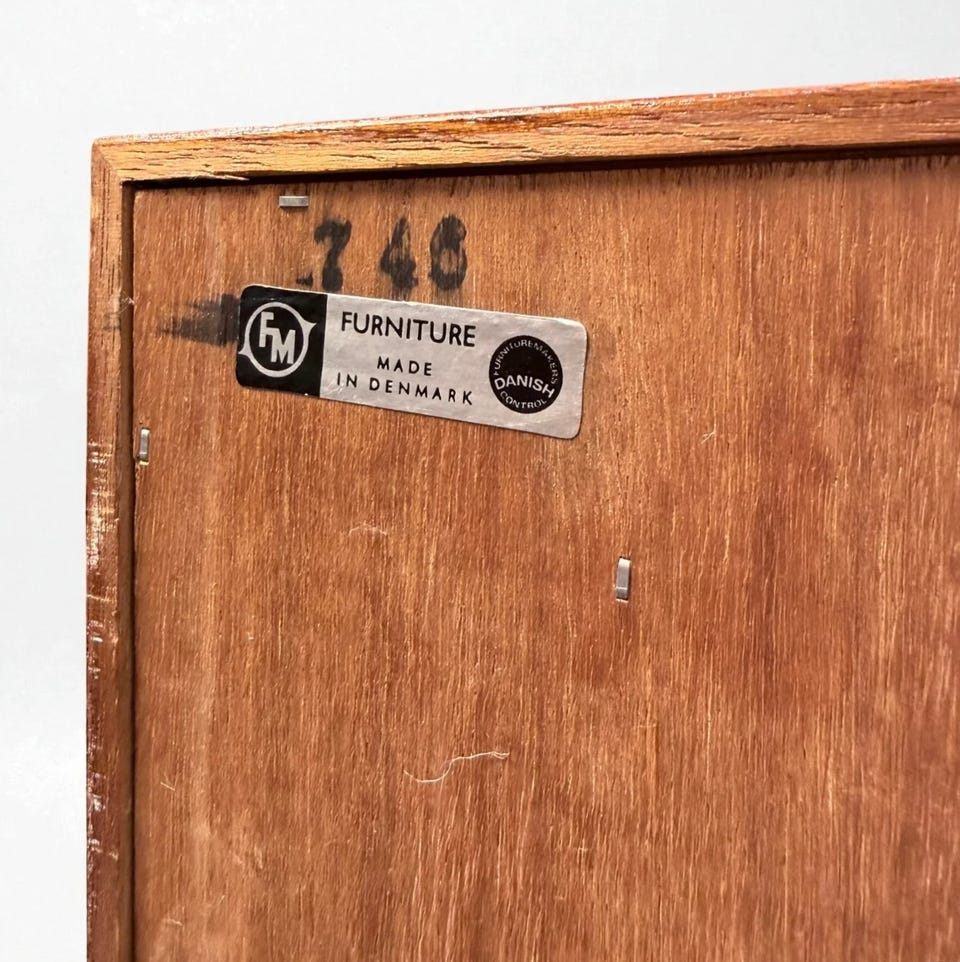 746
FM
FURNITURE
MADE
IN DENMARK
FURNITUREMAKERS
DANISH
CONTROL